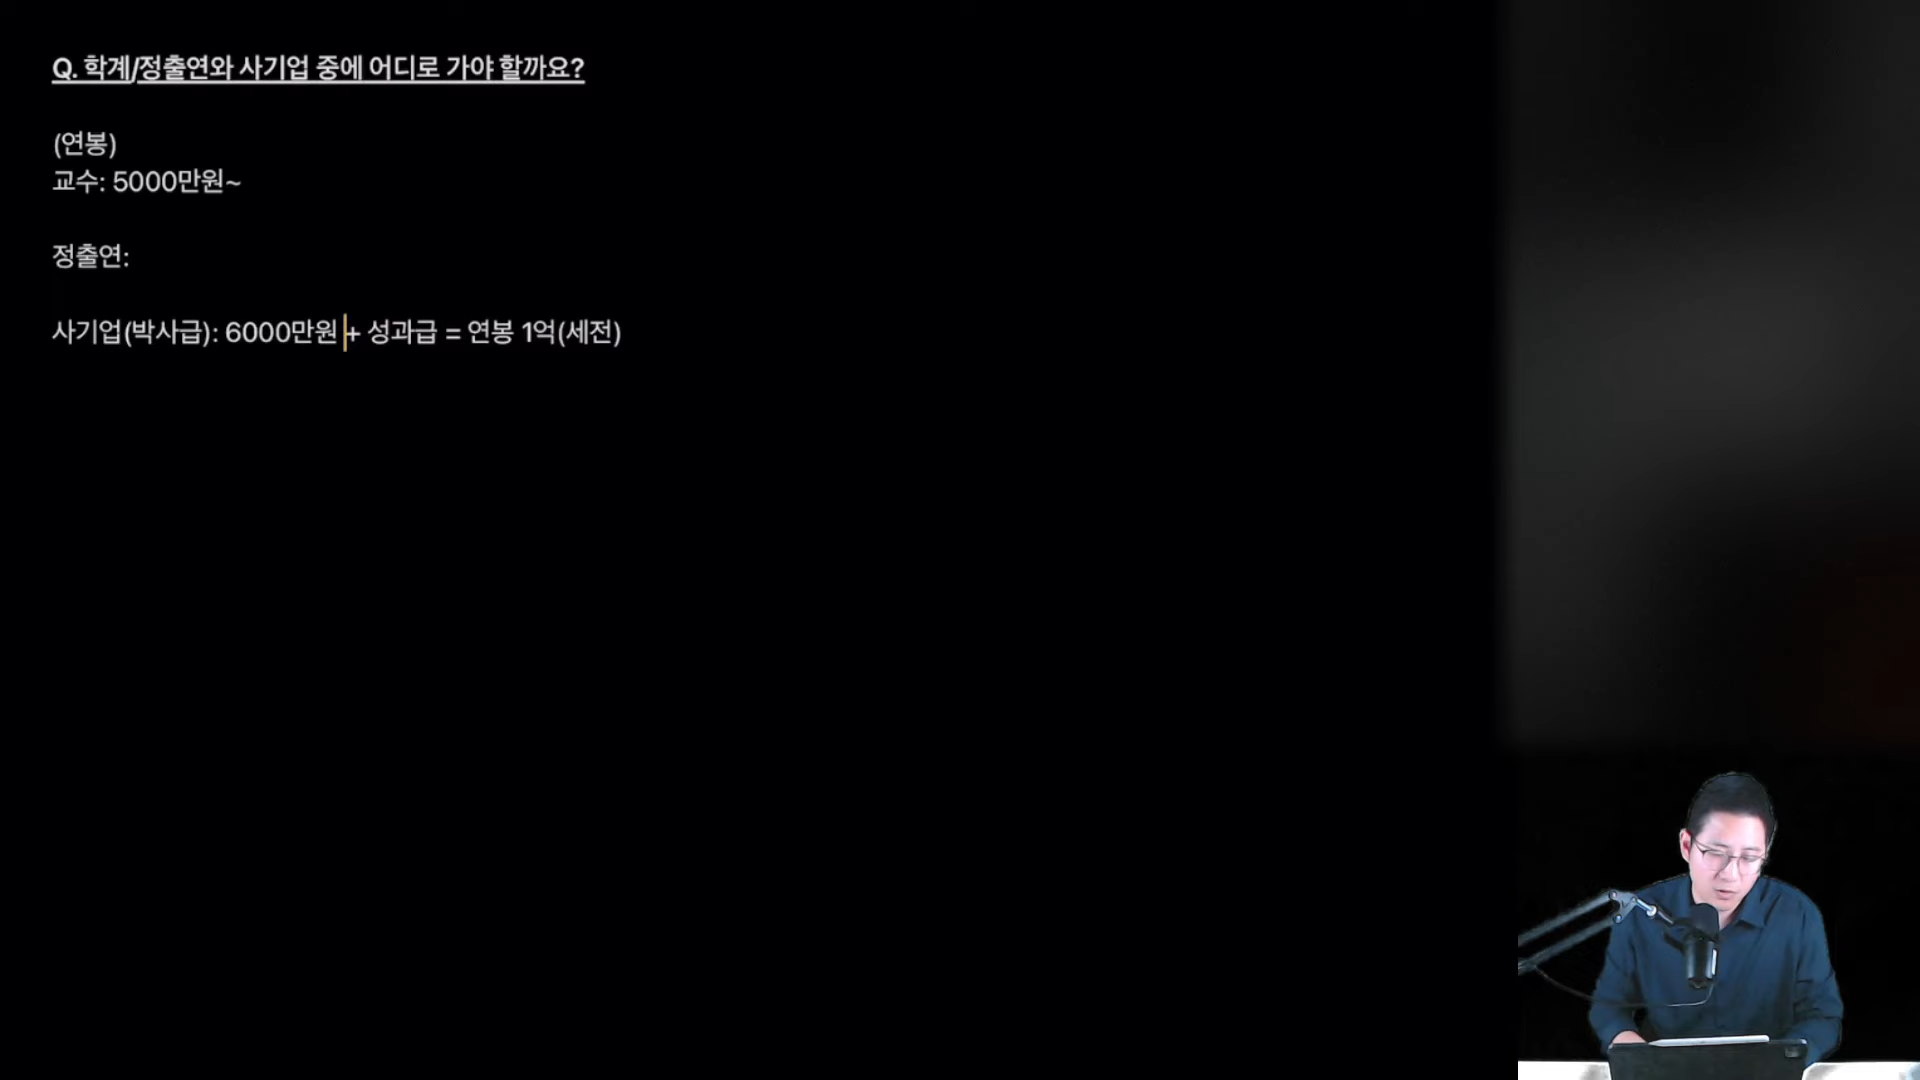 Q. 학계/정출연와 사기업 중에 어디로 가야 할까요?
(연봉)
교수: 5000만원~
정출연:
사기업(박사급): 6000만원 + 성과급 = 연봉 1억(세전)